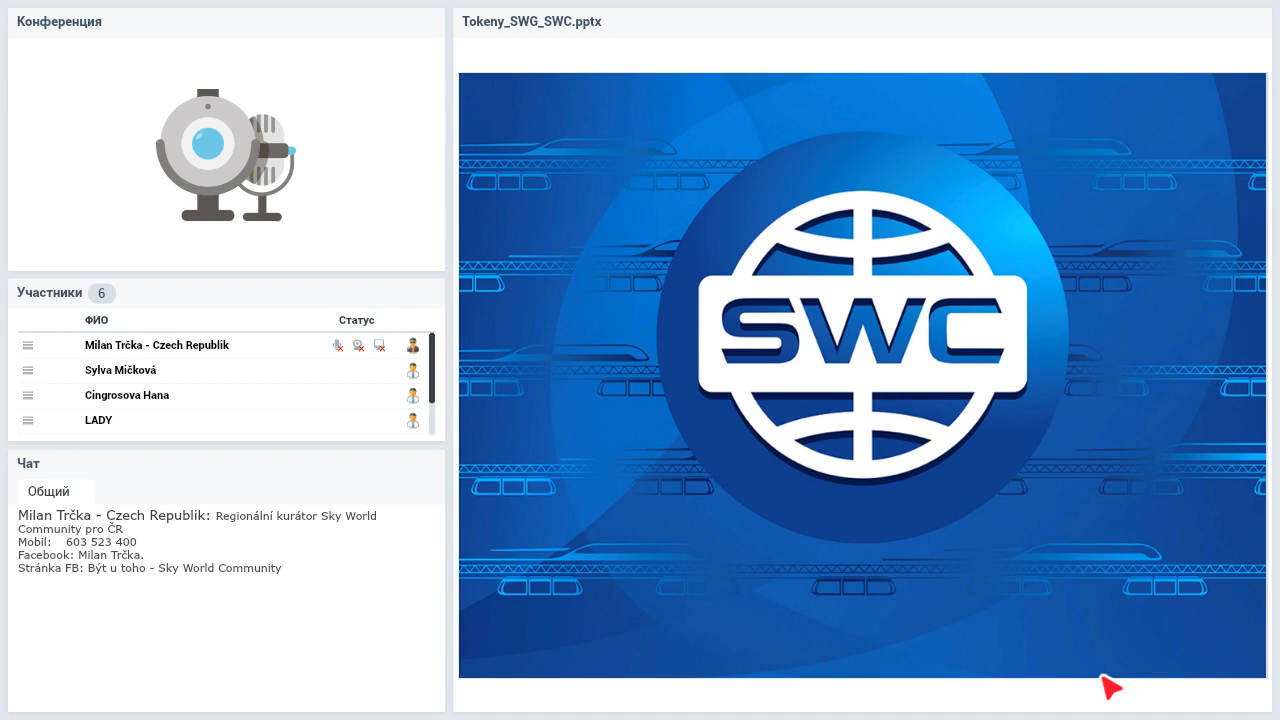 Конференция
Участники 6
ФИО Статус
Milan Trčka - Czech Republik
Sylva Mičková
Cingrosova Hana
LADY
Чат
Общий
Milan Trčka - Czech Republik: Regionální kurátor Sky World
Community pro ČR
Mobil: 603 523 400
Facebook: Milan Trčka.
Stránka FB: Být u toho - Sky World Community
Tokeny_SWG_SWC.pptx
SWC